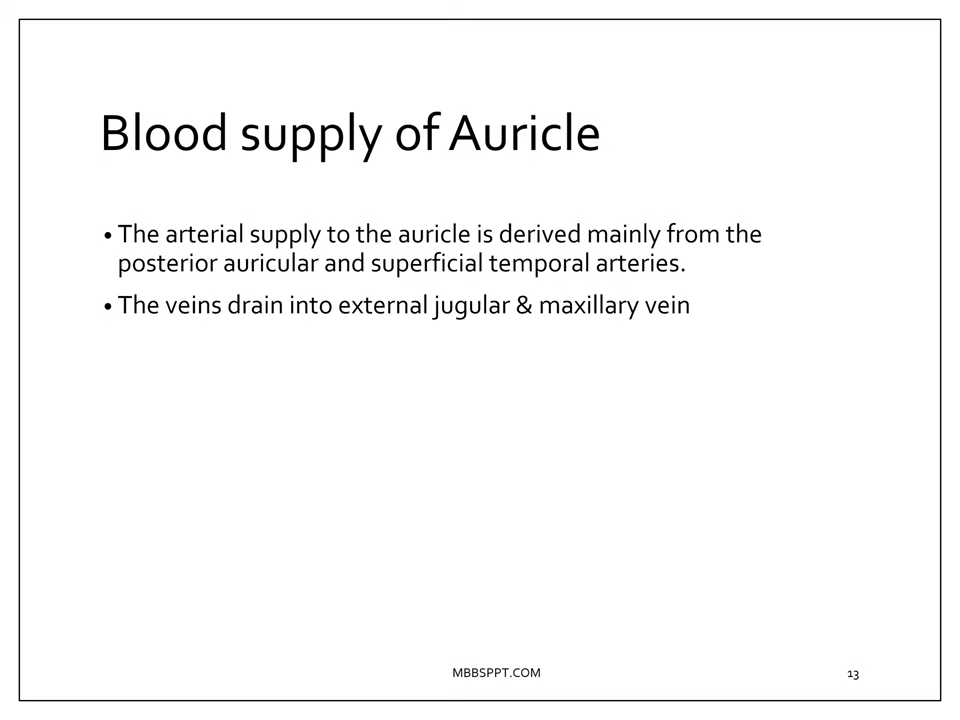 Blood supply of Auricle
• The arterial supply to the auricle is derived mainly from the
posterior auricular and superficial temporal arteries.
• The veins drain into external jugular & maxillary vein
MBBSPPT.COM
13